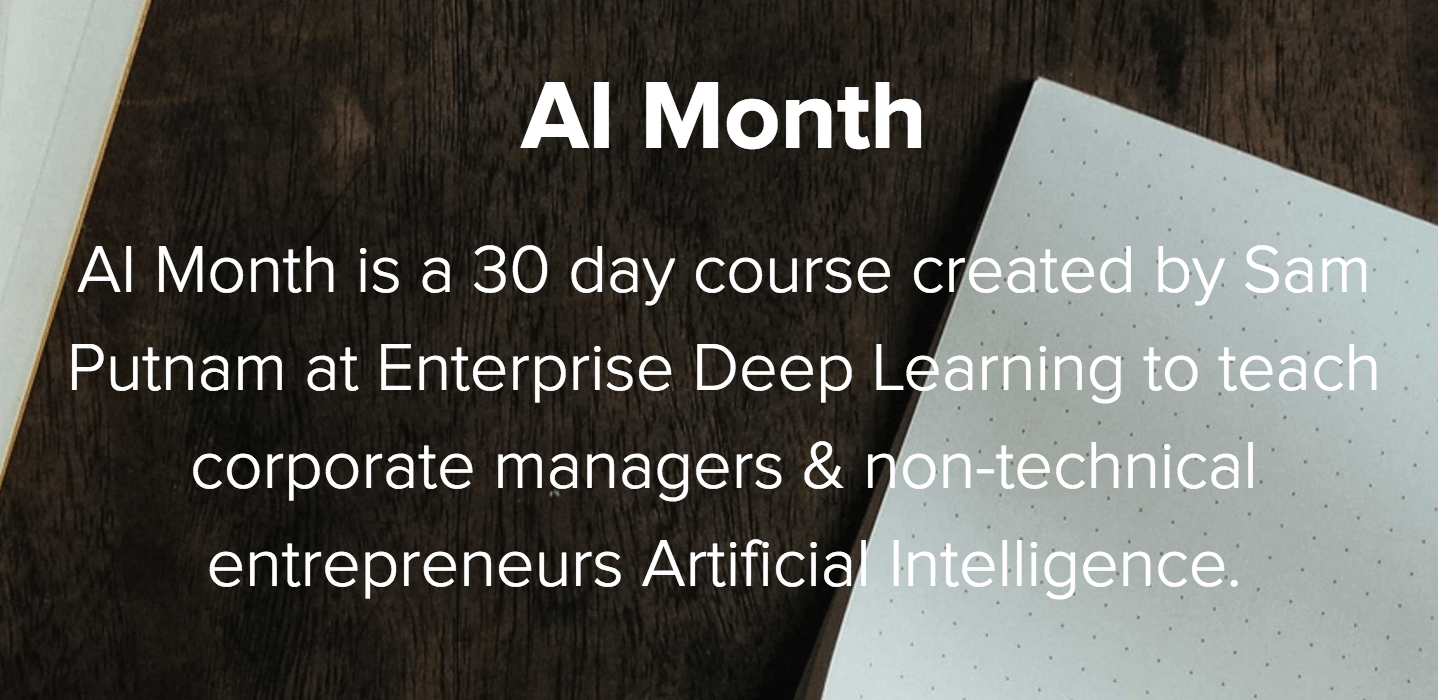 AI Month
AI Month is a 30 day course created by Sam
Putnam at Enterprise Deep Learning to teach
corporate managers & non-technical
entrepreneurs Artificial Intelligence.